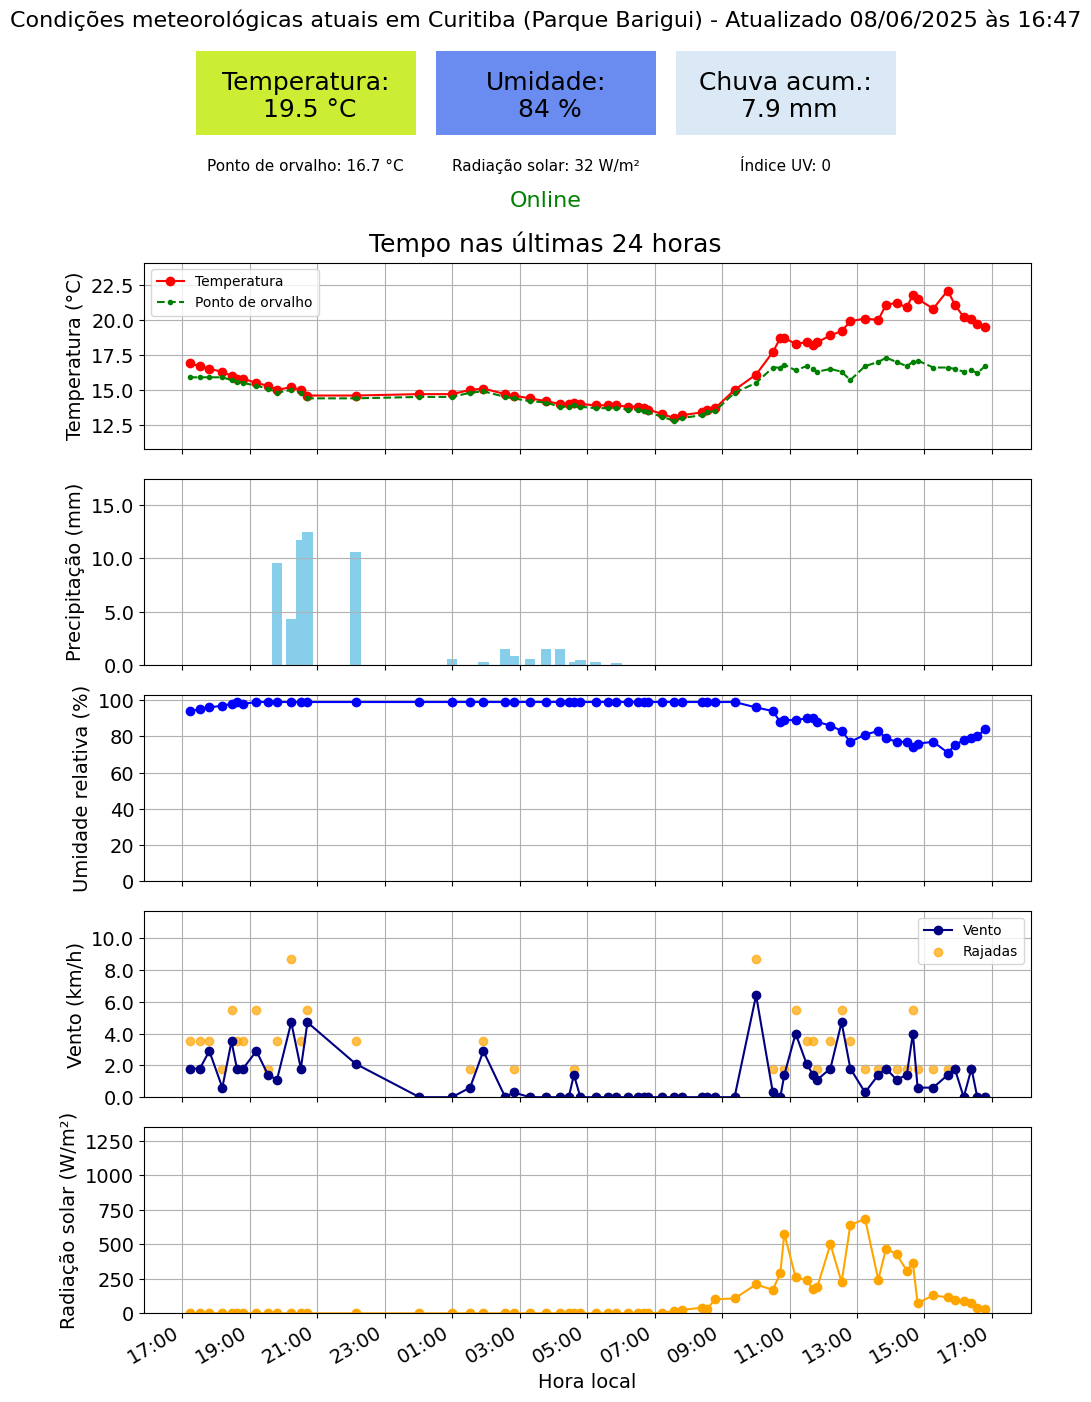 Condições meteorológicas atuais em Curitiba (Parque Barigui) - Atualizado 08/06/2025 às 16:47
Temperatura:
19.5 °C
Umidade:
84 %
Chuva acum.:
7.9 mm
Ponto de orvalho: 16.7 °C
Radiação solar: 32 W/m²
Índice UV: 0
Online
Tempo nas últimas 24 horas
Temperatura (°C)
22.5
20.0
17.5
15.0
12.5
Temperatura
Ponto de orvalho
Precipitação (mm)
15.0
10.0
5.0
0.0
Umidade relativa (%)
100
80
60
40
20
0
Vento (km/h)
10.0
8.0
6.0
4.0
2.0
0.0
Vento
Rajadas
Radiação solar (W/m²)
1250
1000
750
500
250
0
17:00
19:00
21:00
23:00
01:00
03:00
05:00
07:00
09:00
11:00
13:00
15:00
17:00
Hora local